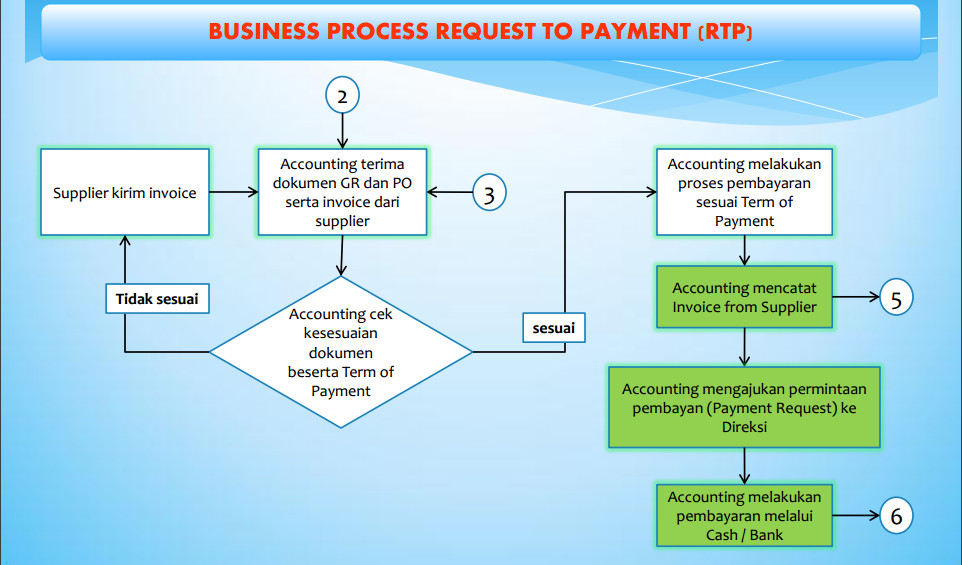 BUSINESS PROCESS REQUEST TO PAYMENT (RTP)
2
Supplier kirim invoice
Accounting terima
dokumen GR dan PO
serta invoice dari
supplier
3
Accounting melakukan
proses pembayaran
sesuai Term of
Payment
Tidak sesuai
Accounting cek
kesesuaian
dokumen
beserta Term of
Payment
sesuai
Accounting mencatat
Invoice from Supplier
5
Accounting mengajukan permintaan
pembayan (Payment Request) ke
Direksi
Accounting melakukan
pembayaran melalui
Cash / Bank
6